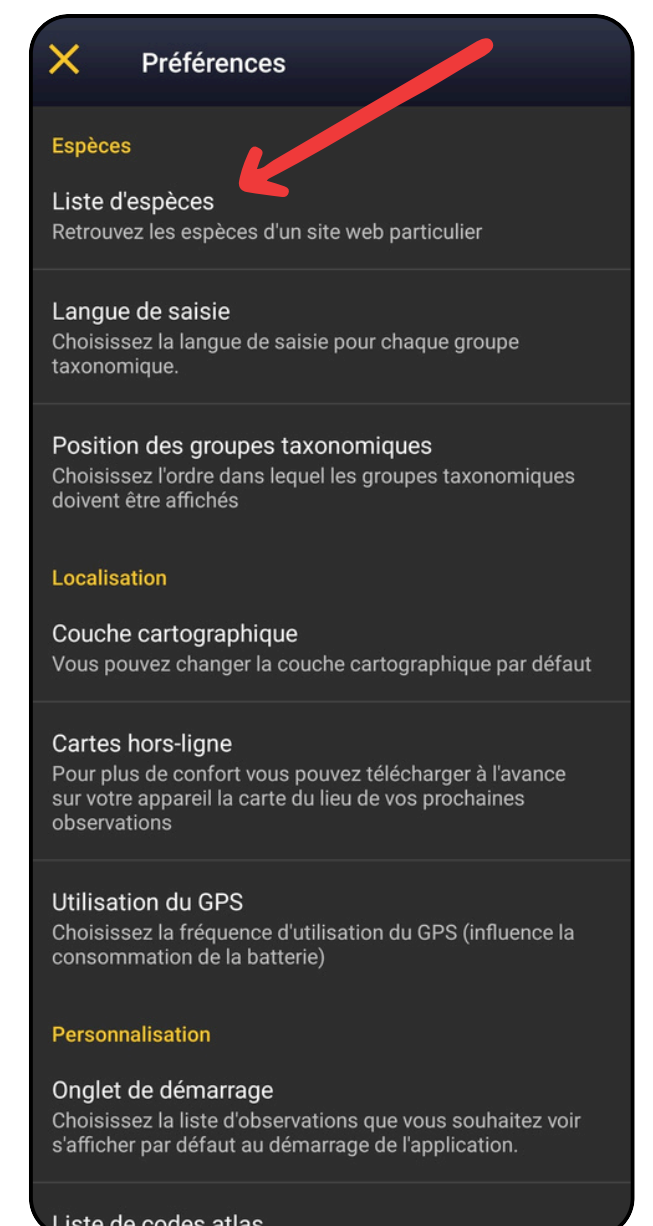 Préférences
Espèces
Liste d'espèces
Retrouvez les espèces d'un site web particulier
Langue de saisie
Choisissez la langue de saisie pour chaque groupe
taxonomique.
Position des groupes taxonomiques
Choisissez l'ordre dans lequel les groupes taxonomiques
doivent être affichés
Localisation
Couche cartographique
Vous pouvez changer la couche cartographique par défaut
Cartes hors-ligne
Pour plus de confort vous pouvez télécharger à l'avance
sur votre appareil la carte du lieu de vos prochaines
observations
Utilisation du GPS
Choisissez la fréquence d'utilisation du GPS (influence la
consommation de la batterie)
Personnalisation
Onglet de démarrage
Choisissez la liste d'observations que vous souhaitez voir
s'afficher par défaut au démarrage de l'application.
Liste de codes atlas